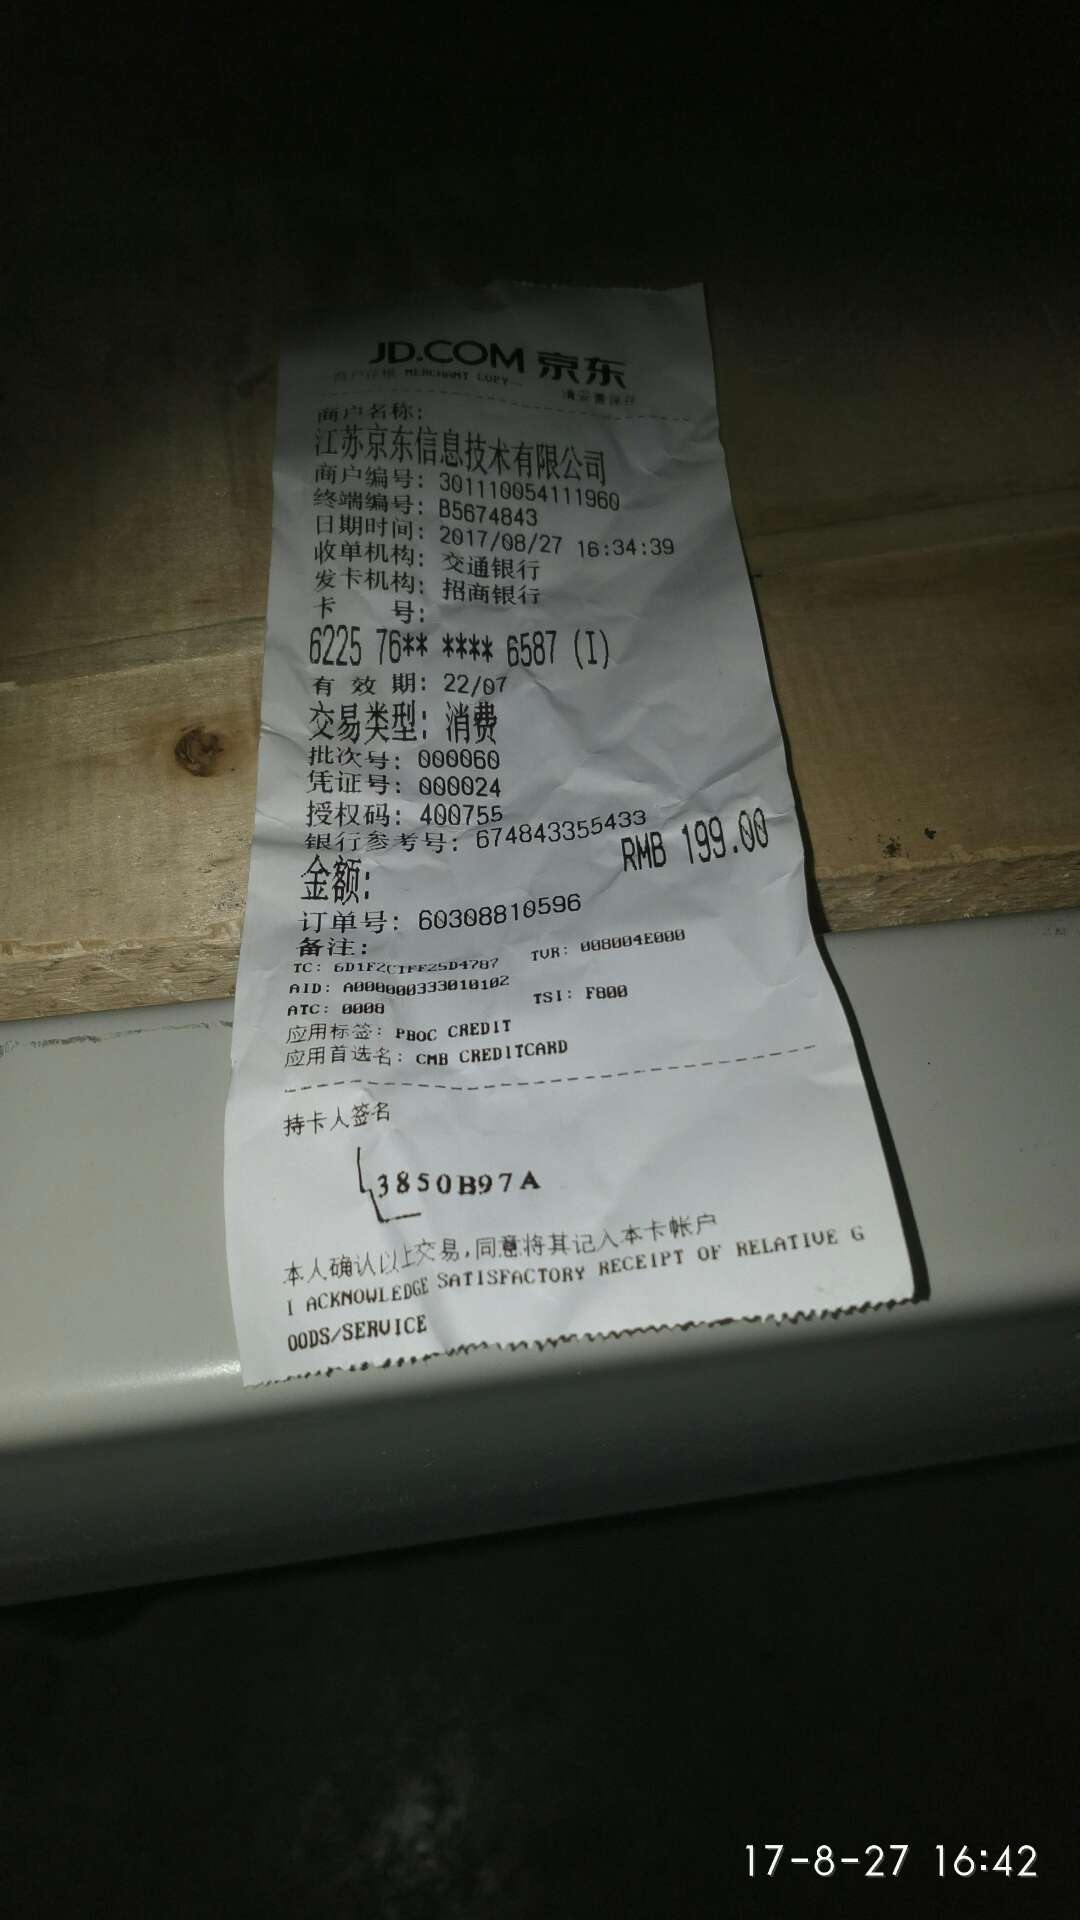 JD.COM 京东
商户存根 MERCHANT COPY
请妥善保存
商户名称:
江苏京东信息技术有限公司
商户编号: 301110054111960
终端编号: B5674843
日期时间: 2017/08/27 16:34:39
收单机构: 交通银行
发卡机构: 招商银行
卡 号:
6225 76** **** 6587 (I)
有 效 期: 22/07
交易类型: 消费
批次号: 000060
凭证号: 000024
授权码: 400755
银行参考号: 674843355433
金额: RMB 199.00
订单号: 60308810596
备注:
TC: 6D1F2C1FF25D4787 TVR: 008004E000
AID: A000000333010102
ATC: 0008 TSI: F800
应用标签: PBOC CREDIT
应用首选名: CMB CREDITCARD
持卡人签名
3850B97A
本人确认以上交易,同意将其记入本卡帐户
I ACKNOWLEDGE SATISFACTORY RECEIPT OF RELATIVE G
OODS/SERVICE
17-8-27 16:42